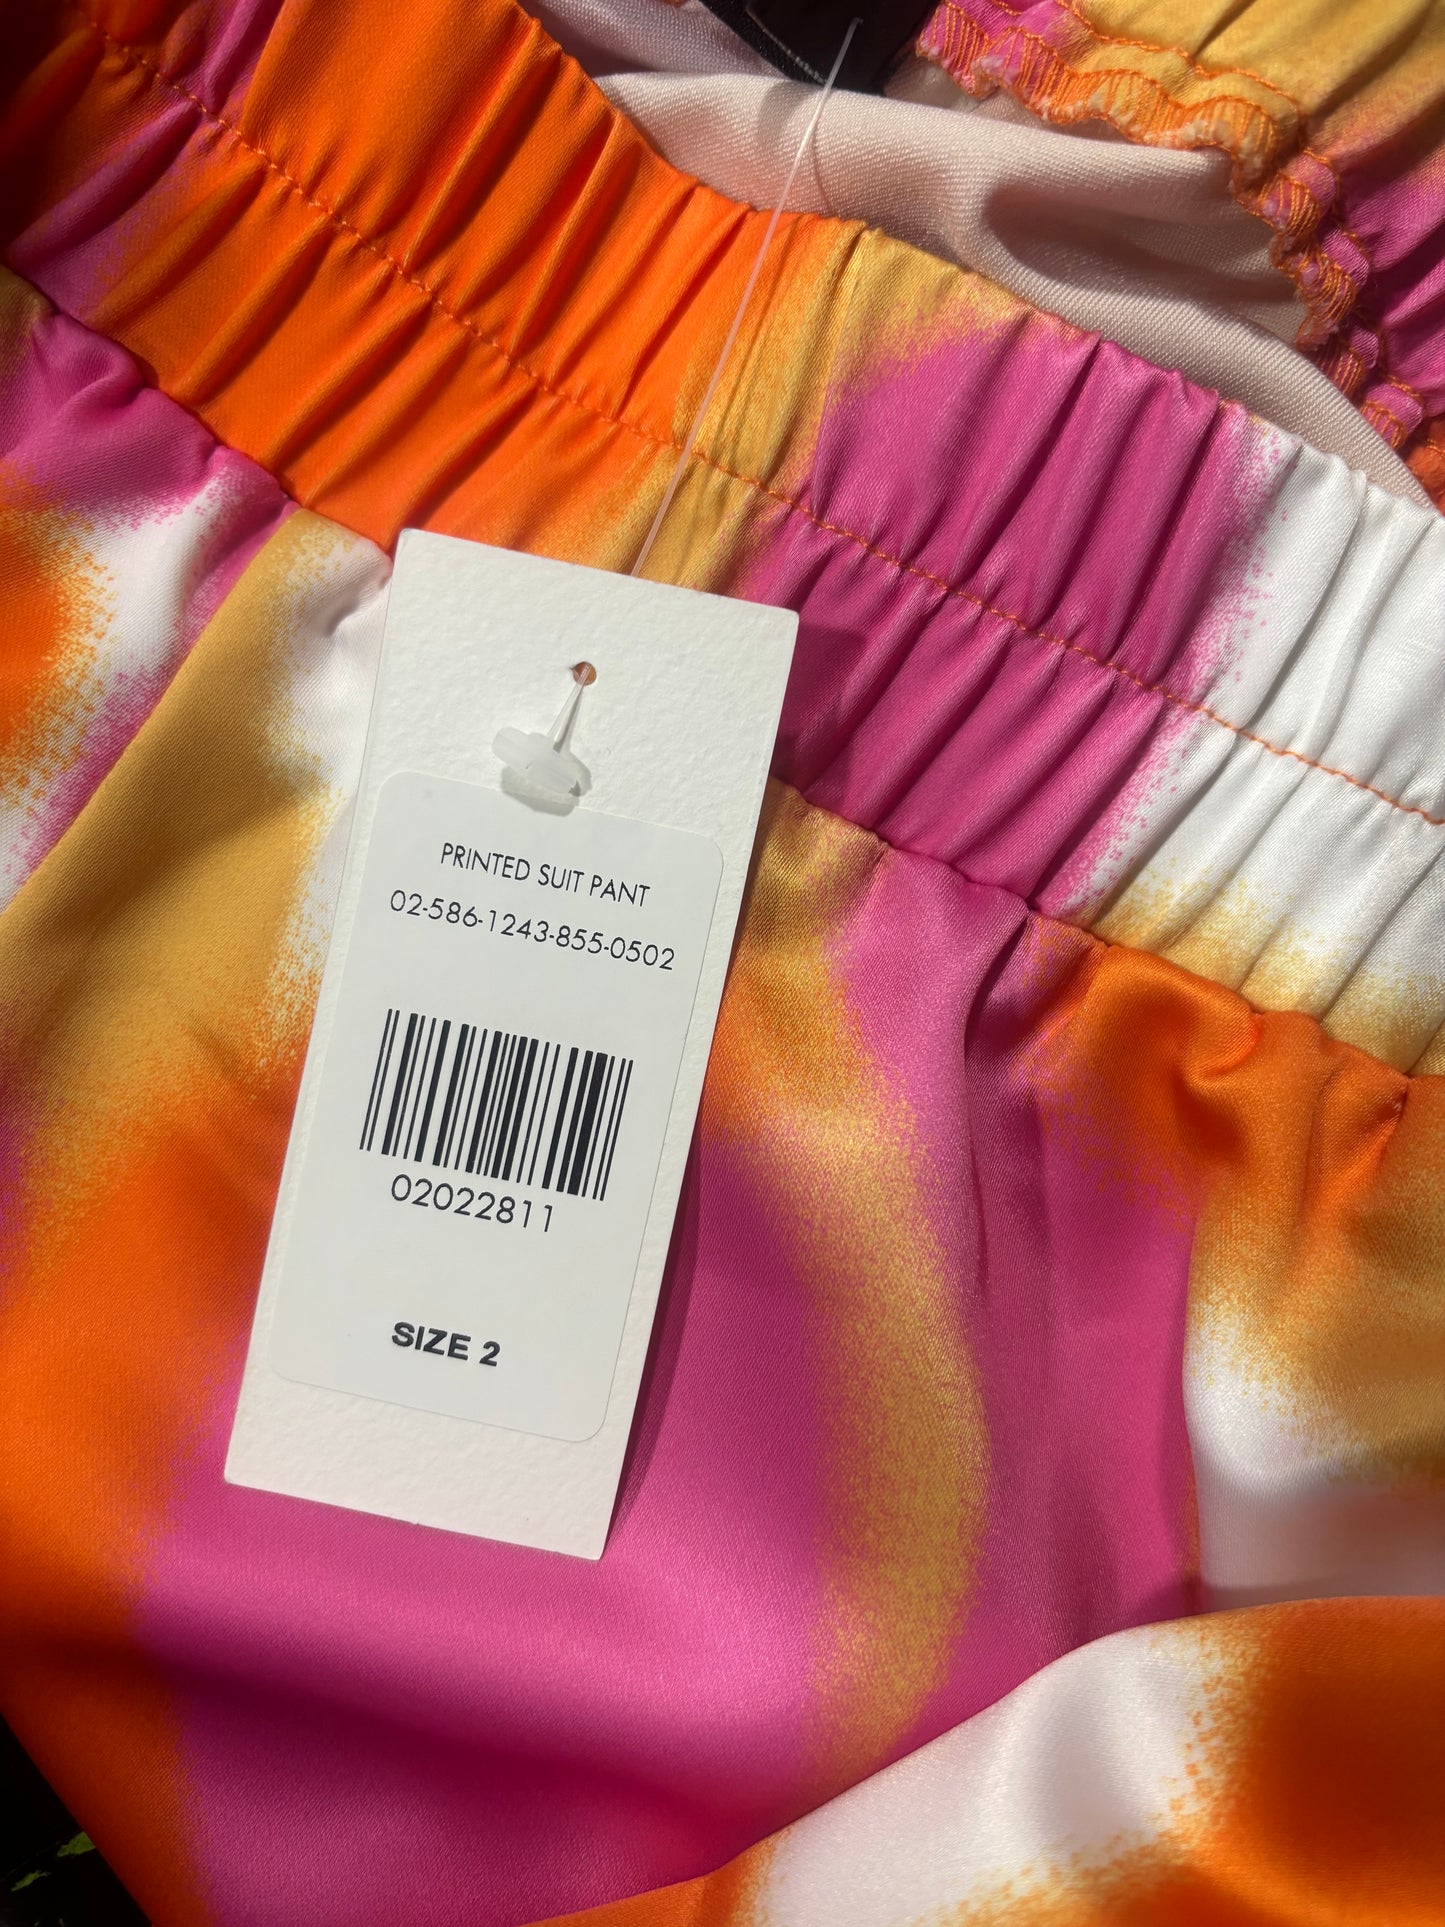 PRINTED SUIT PANT
02-586-1243-855-0502
02022811
SIZE 2